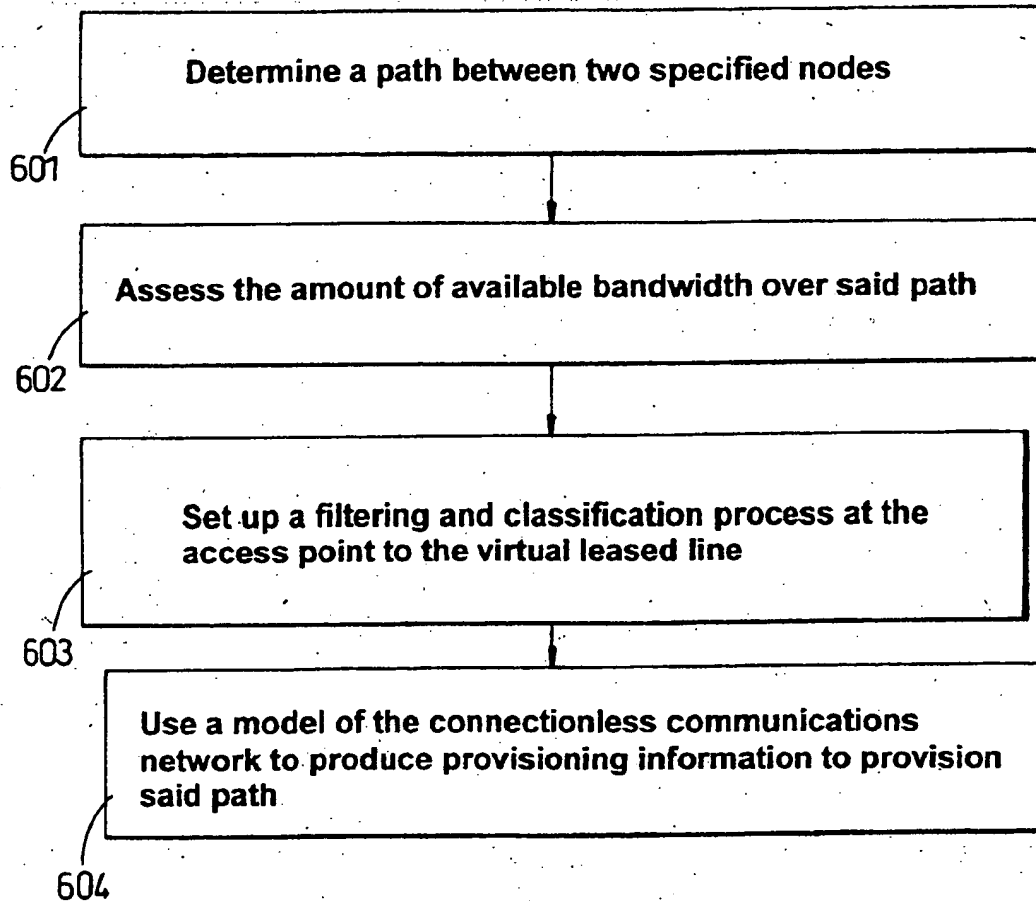 Determine a path between two specified nodes
601
Assess the amount of available bandwidth over said path
602
Set up a filtering and classification process at the
access point to the virtual leased line
603
Use a model of the connectionless communications
network to produce provisioning information to provision
said path
604